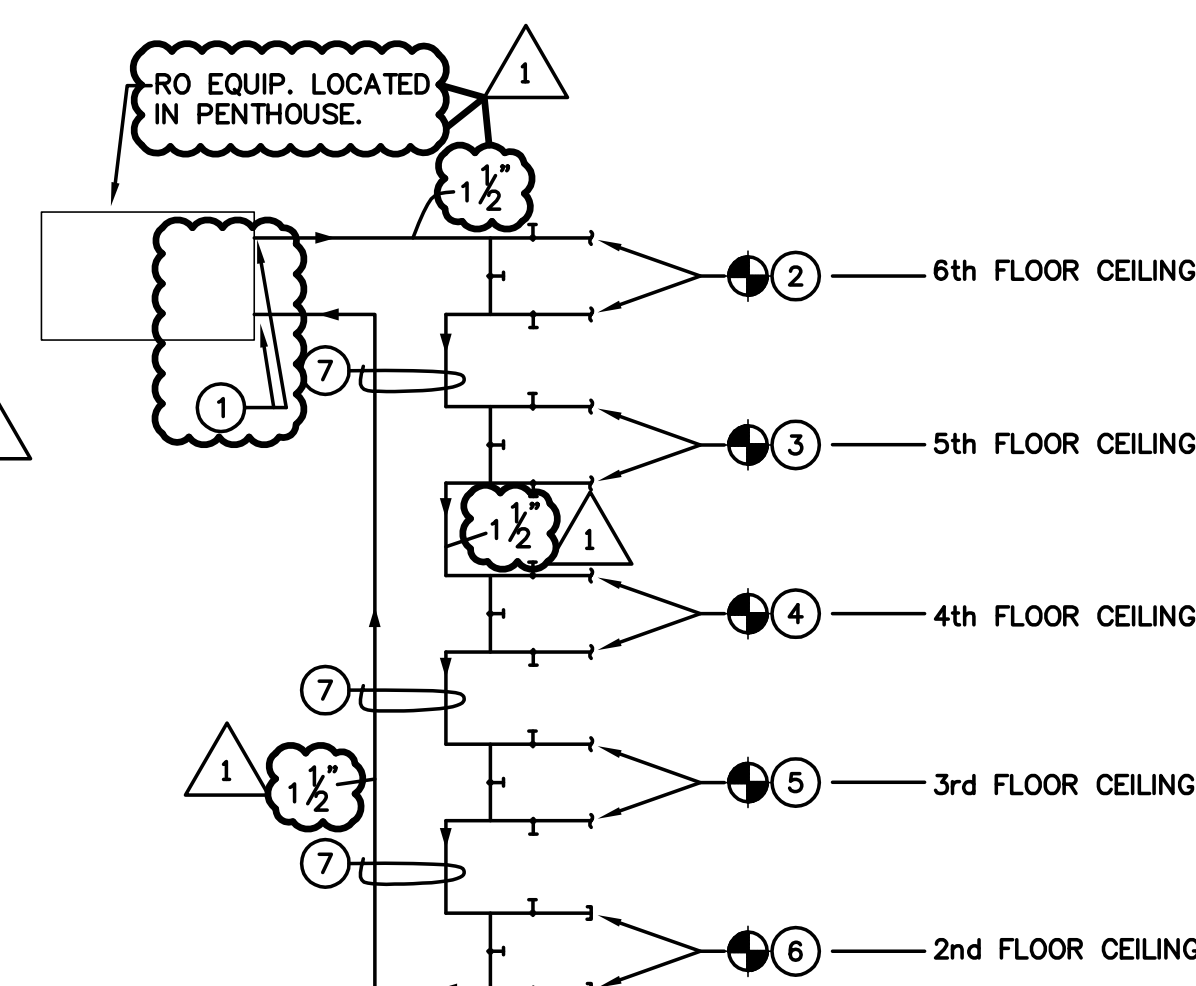 1
RO EQUIP. LOCATED
IN PENTHOUSE.
1 1/2"
2
6th FLOOR CEILING
7
1
3
5th FLOOR CEILING
1 1/2"
1
4
4th FLOOR CEILING
7
1
1 1/2"
5
3rd FLOOR CEILING
7
6
2nd FLOOR CEILING